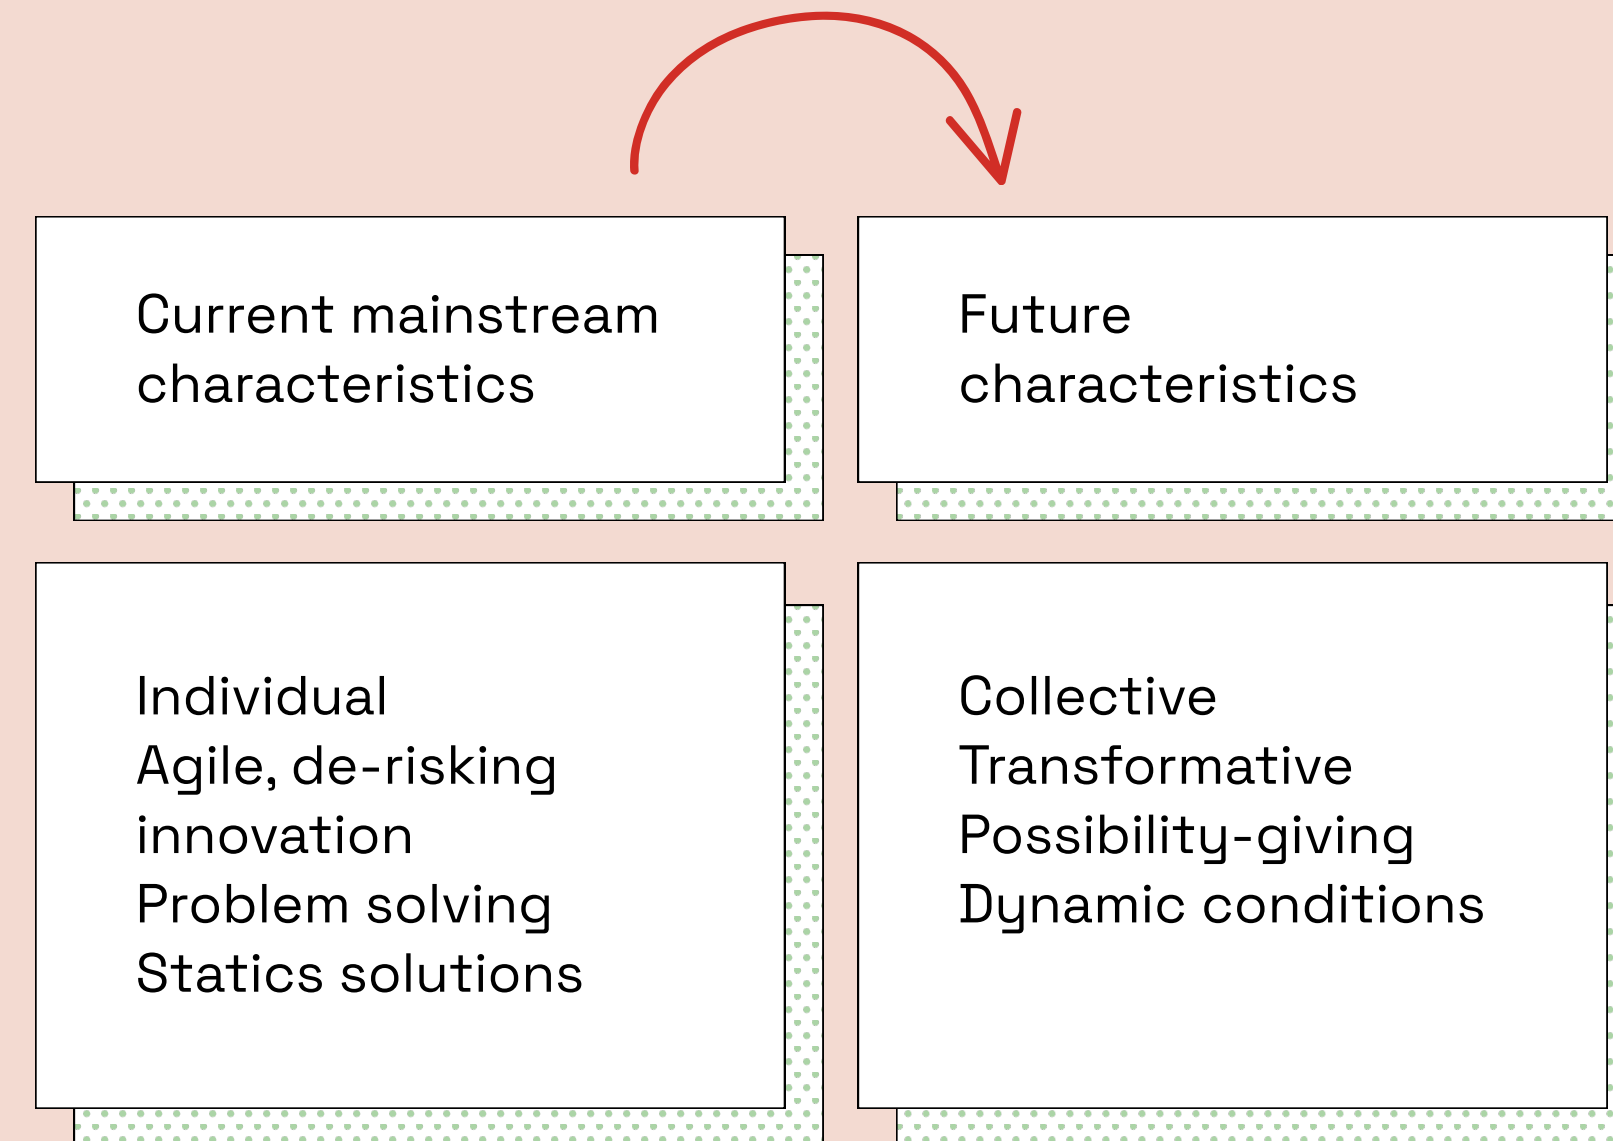 Current mainstream
characteristics
Future
characteristics
Individual
Agile, de-risking
innovation
Problem solving
Statics solutions
Collective
Transformative
Possibility-giving
Dynamic conditions